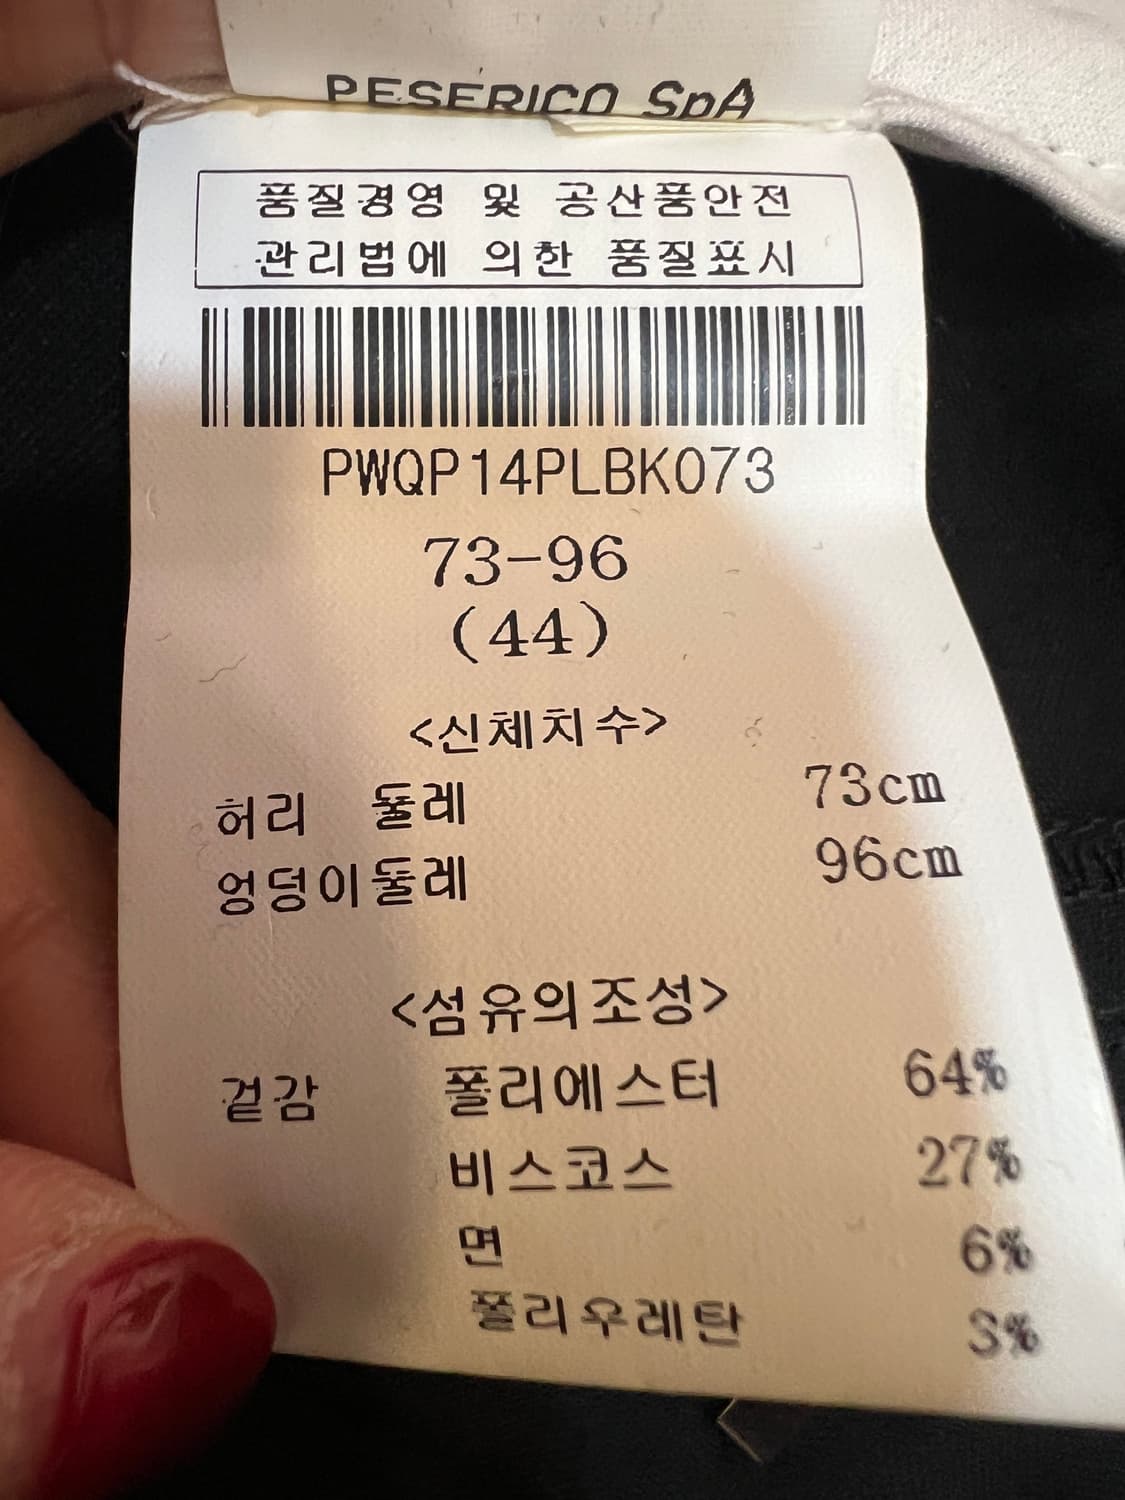 PESERICO SpA
품질경영 및 공산품안전
관리법에 의한 품질표시
PWQP14PLBK073
73-96
(44)
<신체치수>
허리 둘레 73cm
엉덩이둘레 96cm
<섬유의조성>
겉감 폴리에스터 64%
비스코스 27%
면 6%
폴리우레탄 3%